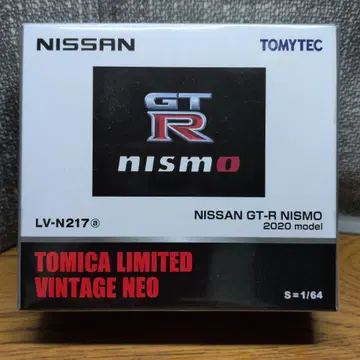 NISSAN
TOMYTEC
GT
R
nismo
LV-N217ⓐ
NISSAN GT-R NISMO
2020 model
TOMICA LIMITED
VINTAGE NEO
S=1/64